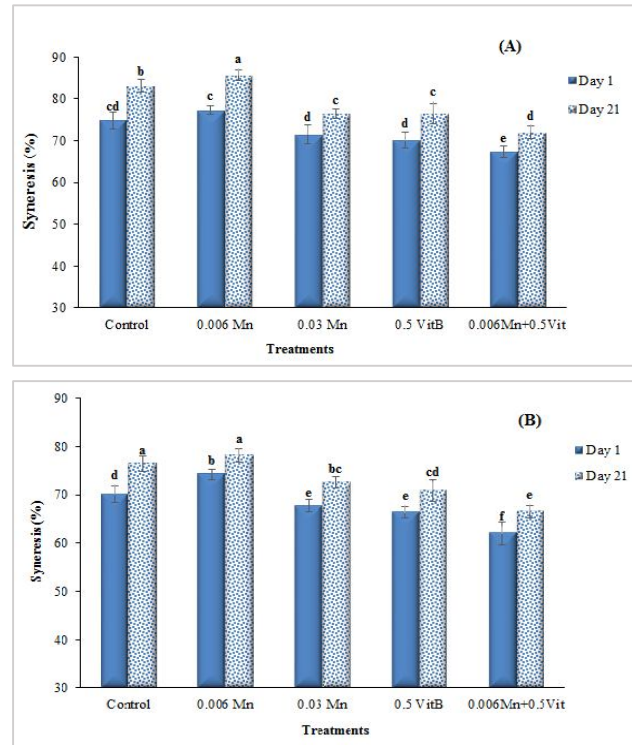 (A)
90
80
70
60
50
40
30
Syneresis (%)
cd
b
c
a
d
c
d
c
e
d
Day 1
Day 21
Control
0.006 Mn
0.03 Mn
0.5 VitB
0.006Mn+0.5Vit
Treatments
(B)
90
80
70
60
50
40
30
Syneresis (%)
d
a
b
a
e
bc
e
cd
f
e
Day 1
Day 21
Control
0.006 Mn
0.03 Mn
0.5 VitB
0.006Mn+0.5Vit
Treatments